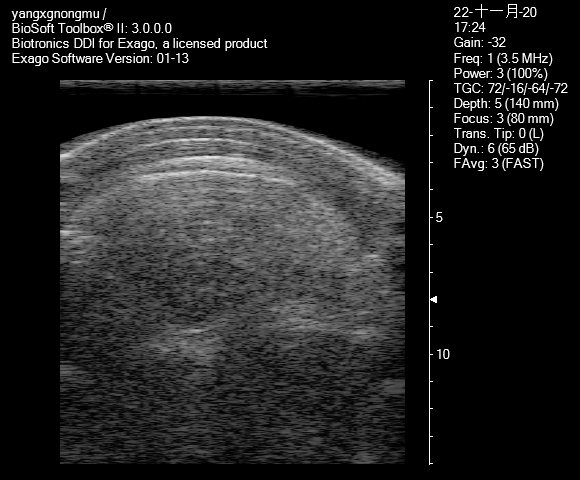 yangxgnongmu /
BioSoft Toolbox® II: 3.0.0.0
Biotronics DDI for Exago, a licensed product
Exago Software Version: 01-13
22-十一月-20
17:24
Gain: -32
Freq: 1 (3.5 MHz)
Power: 3 (100%)
TGC: 72/-16/-64/-72
Depth: 5 (140 mm)
Focus: 3 (80 mm)
Trans. Tip: 0 (L)
Dyn.: 6 (65 dB)
FAvg: 3 (FAST)
5
10